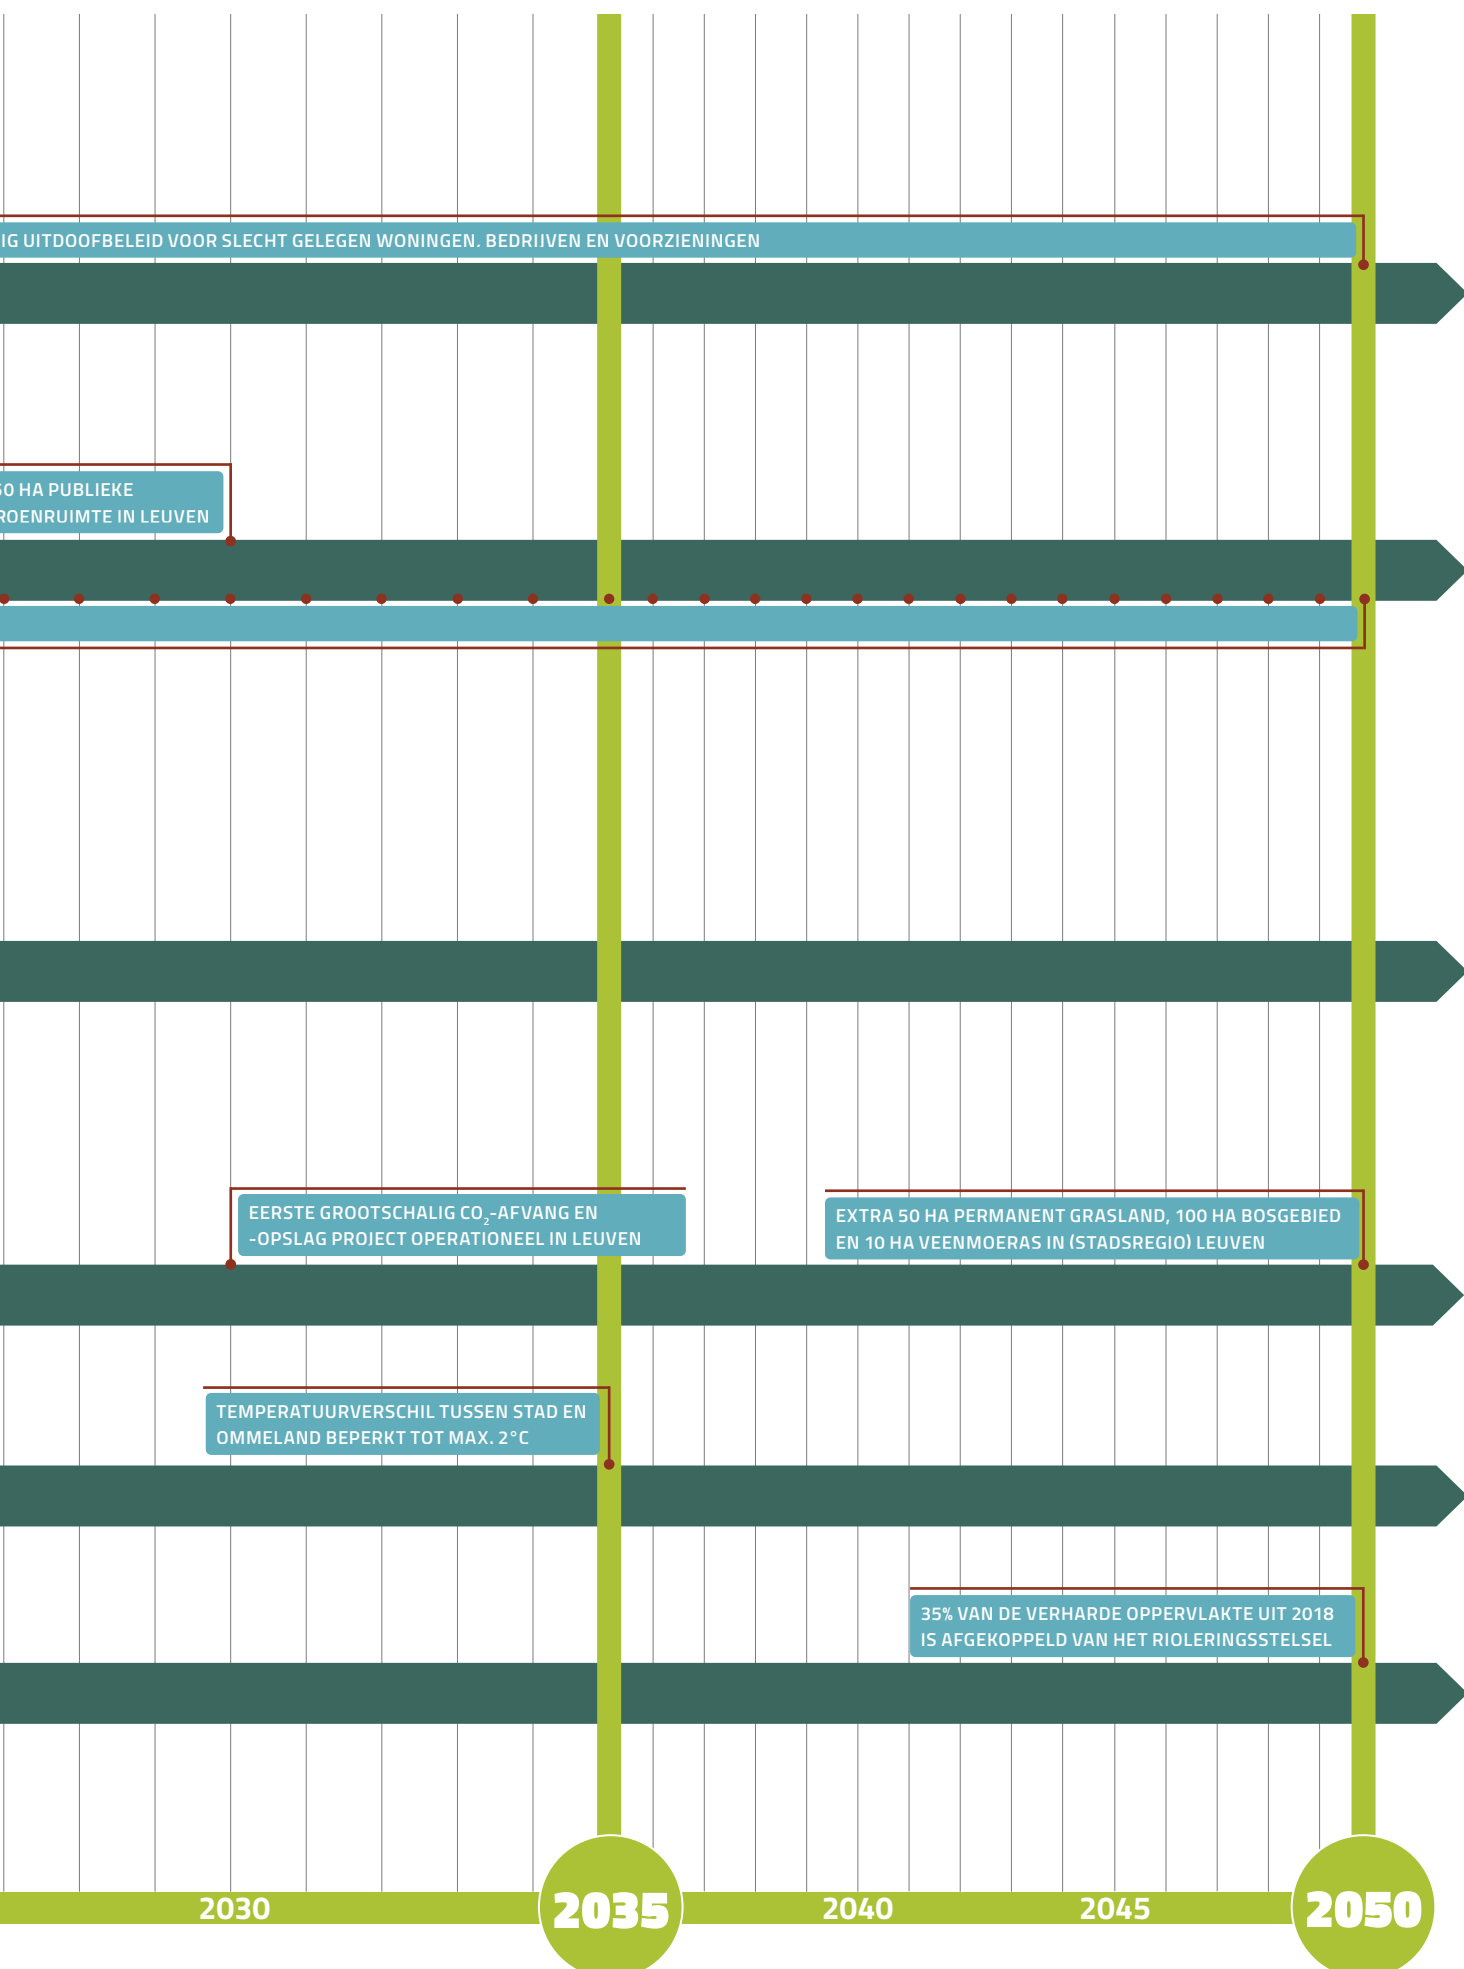 UITDOOFBELEID VOOR SLECHT GELEGEN WONINGEN. BEDRIJVEN EN VOORZIENINGEN
HA PUBLIEKE
IN LEUVEN
EERSTE GROOTSCHALIG CO₂-AFVANG EN
-OPSLAG PROJECT OPERATIONEEL IN LEUVEN
EXTRA 50 HA PERMANENT GRASLAND, 100 HA BOSGEBIED
EN 10 HA VEENMOERAS IN (STADSREGIO) LEUVEN
TEMPERATUURVERSCHIL TUSSEN STAD EN
OMMELAND BEPERKT TOT MAX. 2°C
35% VAN DE VERHARDE OPPERVLAKTE UIT 2018
IS AFGEKOPPELD VAN HET RIOLERINGSSTELSEL
2030
2035
2040
2045
2050